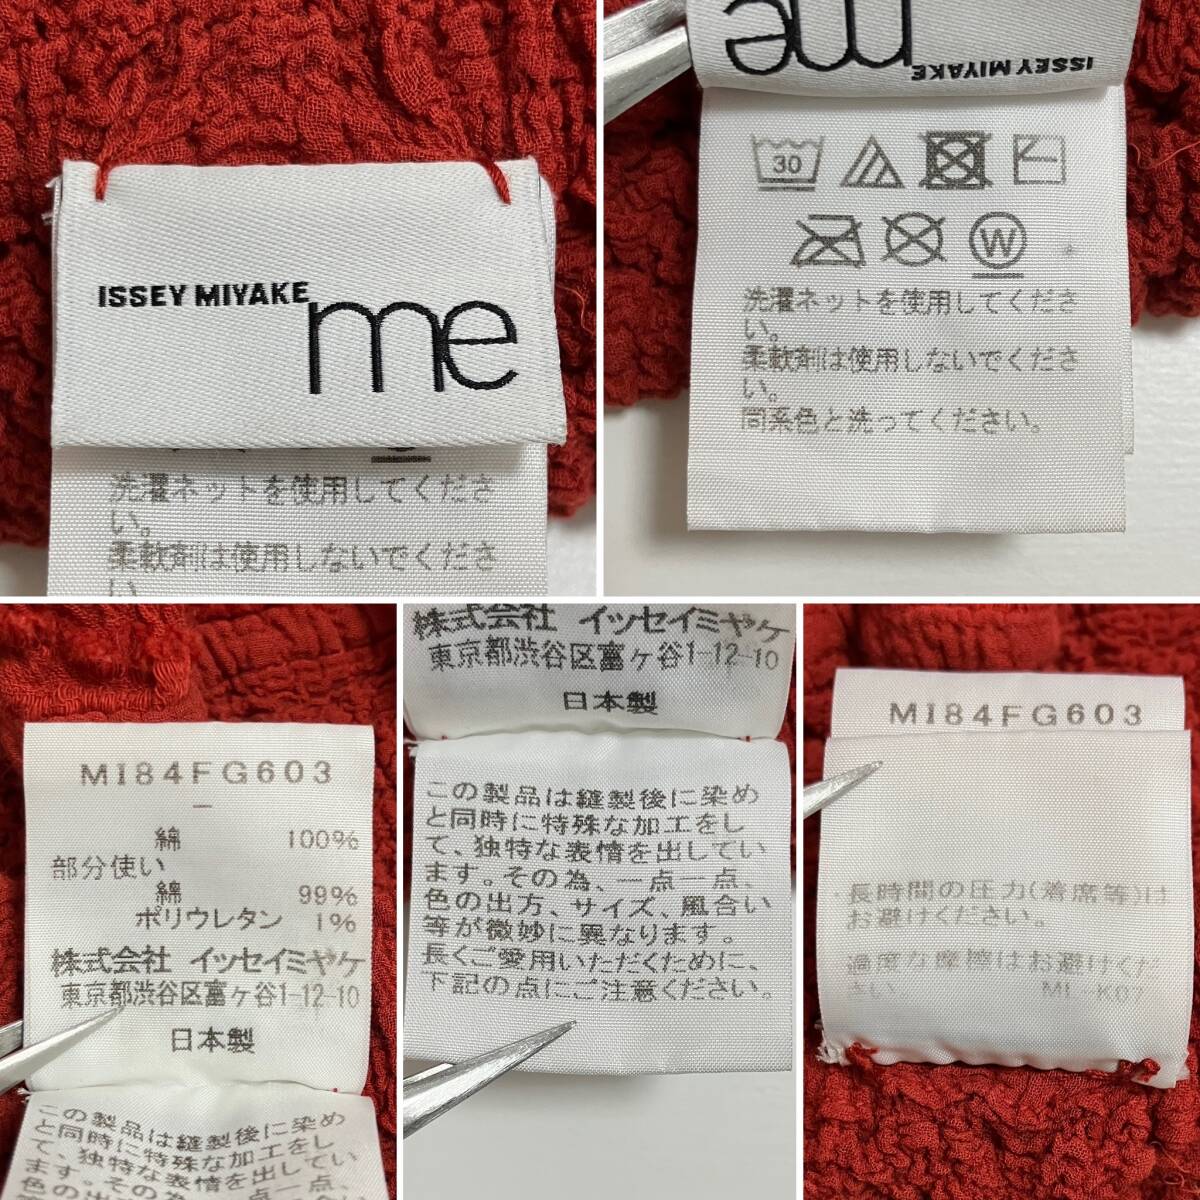 ISSEY MIYAKE me
洗濯ネットを使用してくださ
い。
柔軟剤は使用しないでくださ
い。
ISSEY MIYAKE me
30
W
洗濯ネットを使用してくださ
い。
柔軟剤は使用しないでくださ
い。
同系色と洗ってください。
MI84FG603
－
綿 100%
部分使い
綿 99%
ポリウレタン 1%
株式会社 イッセイミヤケ
東京都渋谷区富ヶ谷1-12-10
日本製
この製品は縫製後に染め
と同時に特殊な加工をし
て、独特な表情を出してい
ます。その為、一点一点、
色の出
株式会社 イッセイミヤケ
東京都渋谷区富ヶ谷1-12-10
日本製
この製品は縫製後に染め
と同時に特殊な加工をし
て、独特な表情を出してい
ます。その為、一点一点、
色の出方、サイズ、風合い
等が微妙に異なります。
長くご愛用いただくために、
下記の点にご注意ください。
MI84FG603
・長時間の圧力(着席等)は
お避けください。
過度な摩擦はお避けくだ
さい。 MI-K07